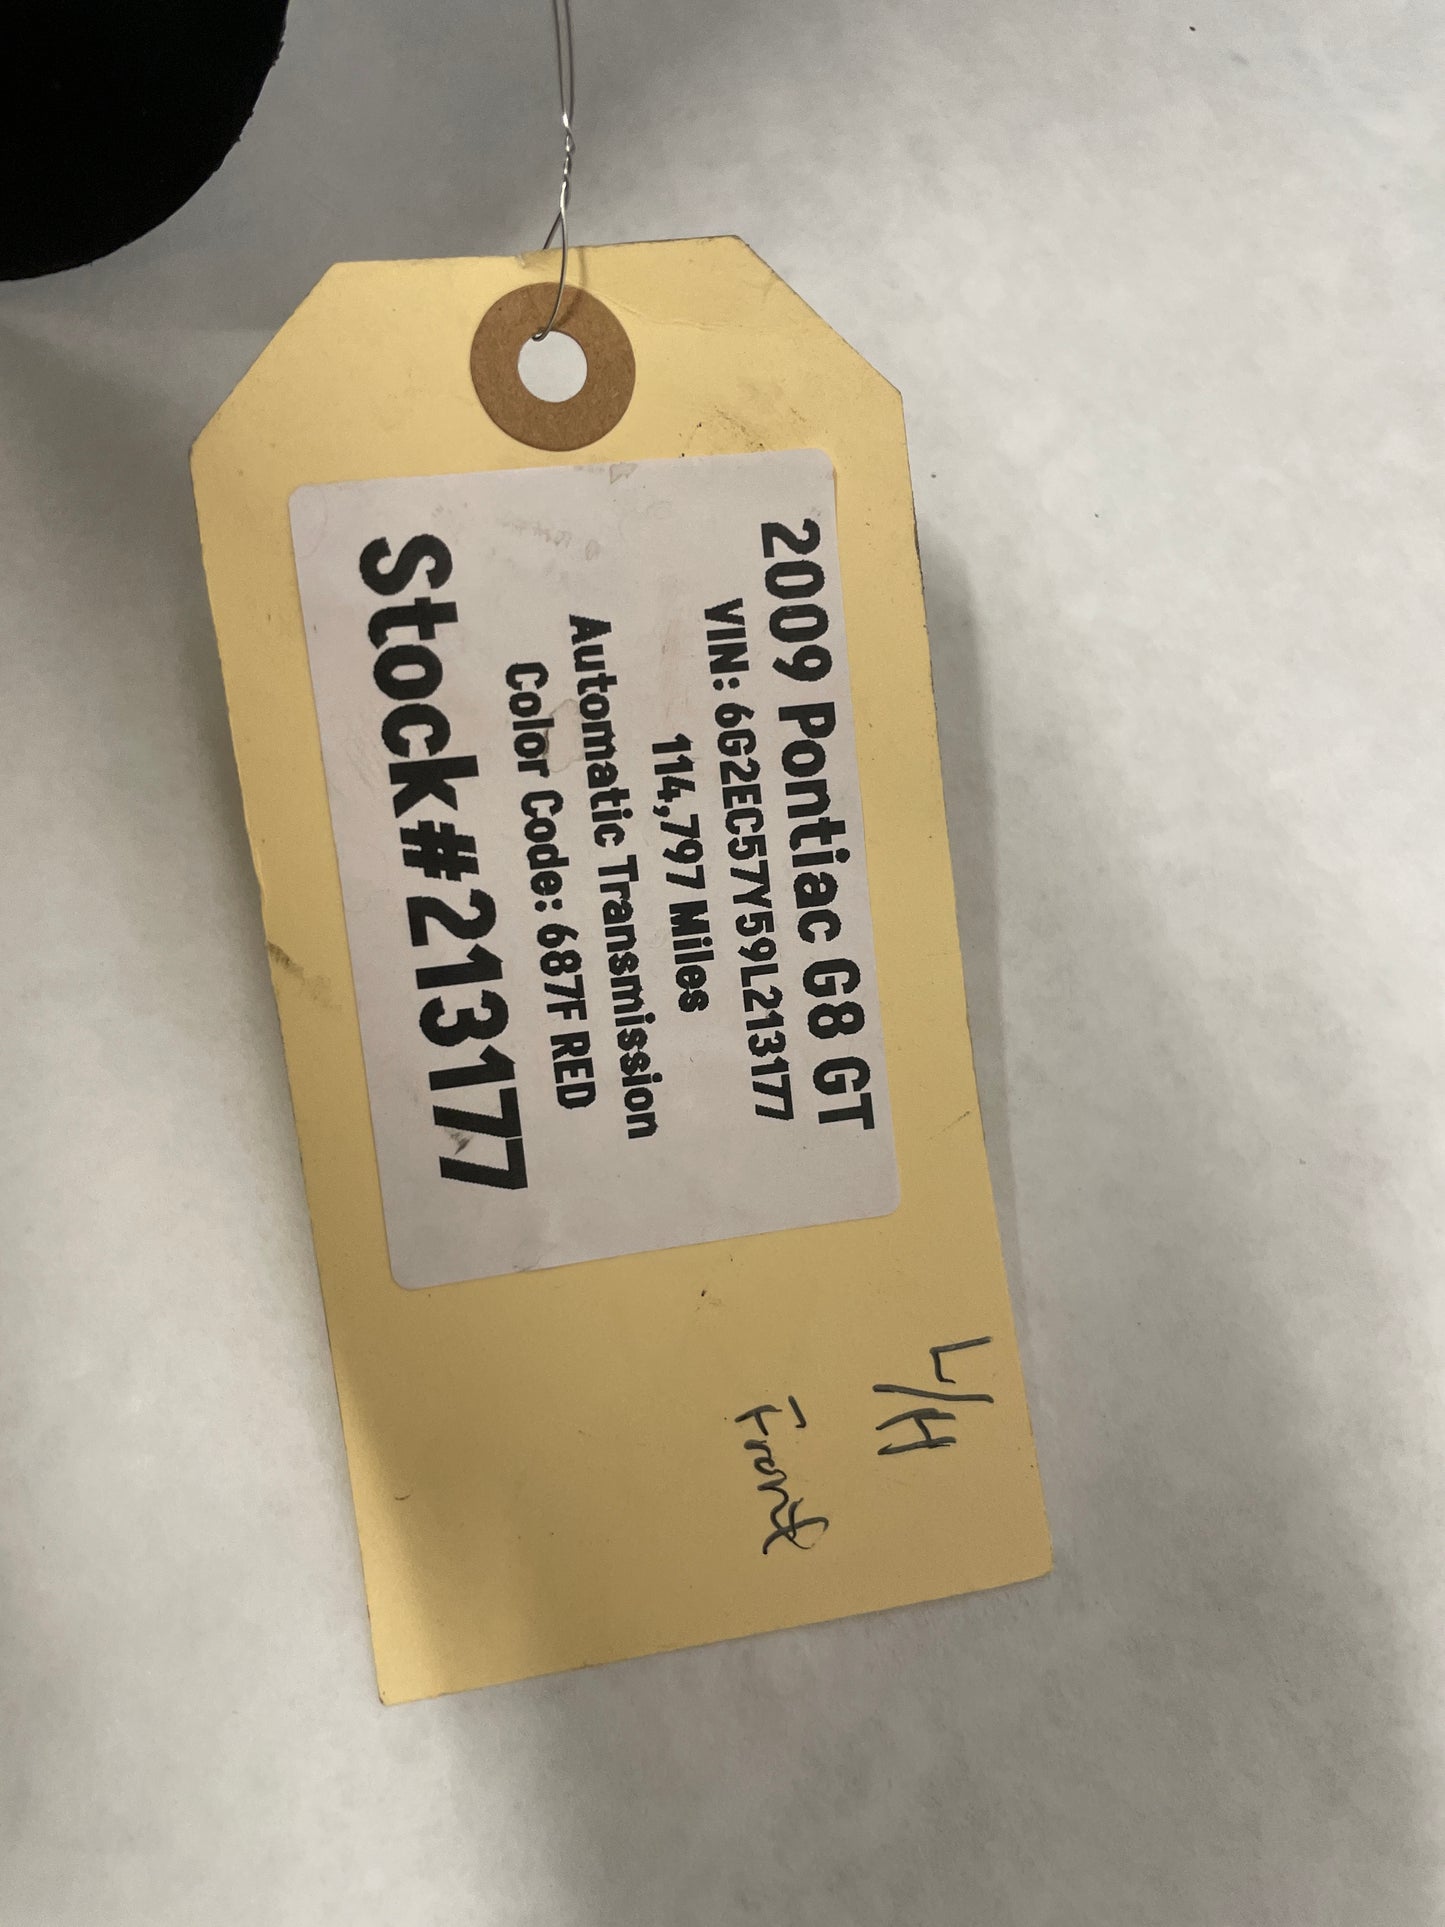 2009 Pontiac G8 GT
VIN: 6G2EC57Y59L213177
114,797 Miles
Automatic Transmission
Color Code: 687F RED
Stock#213177
L/H
Front